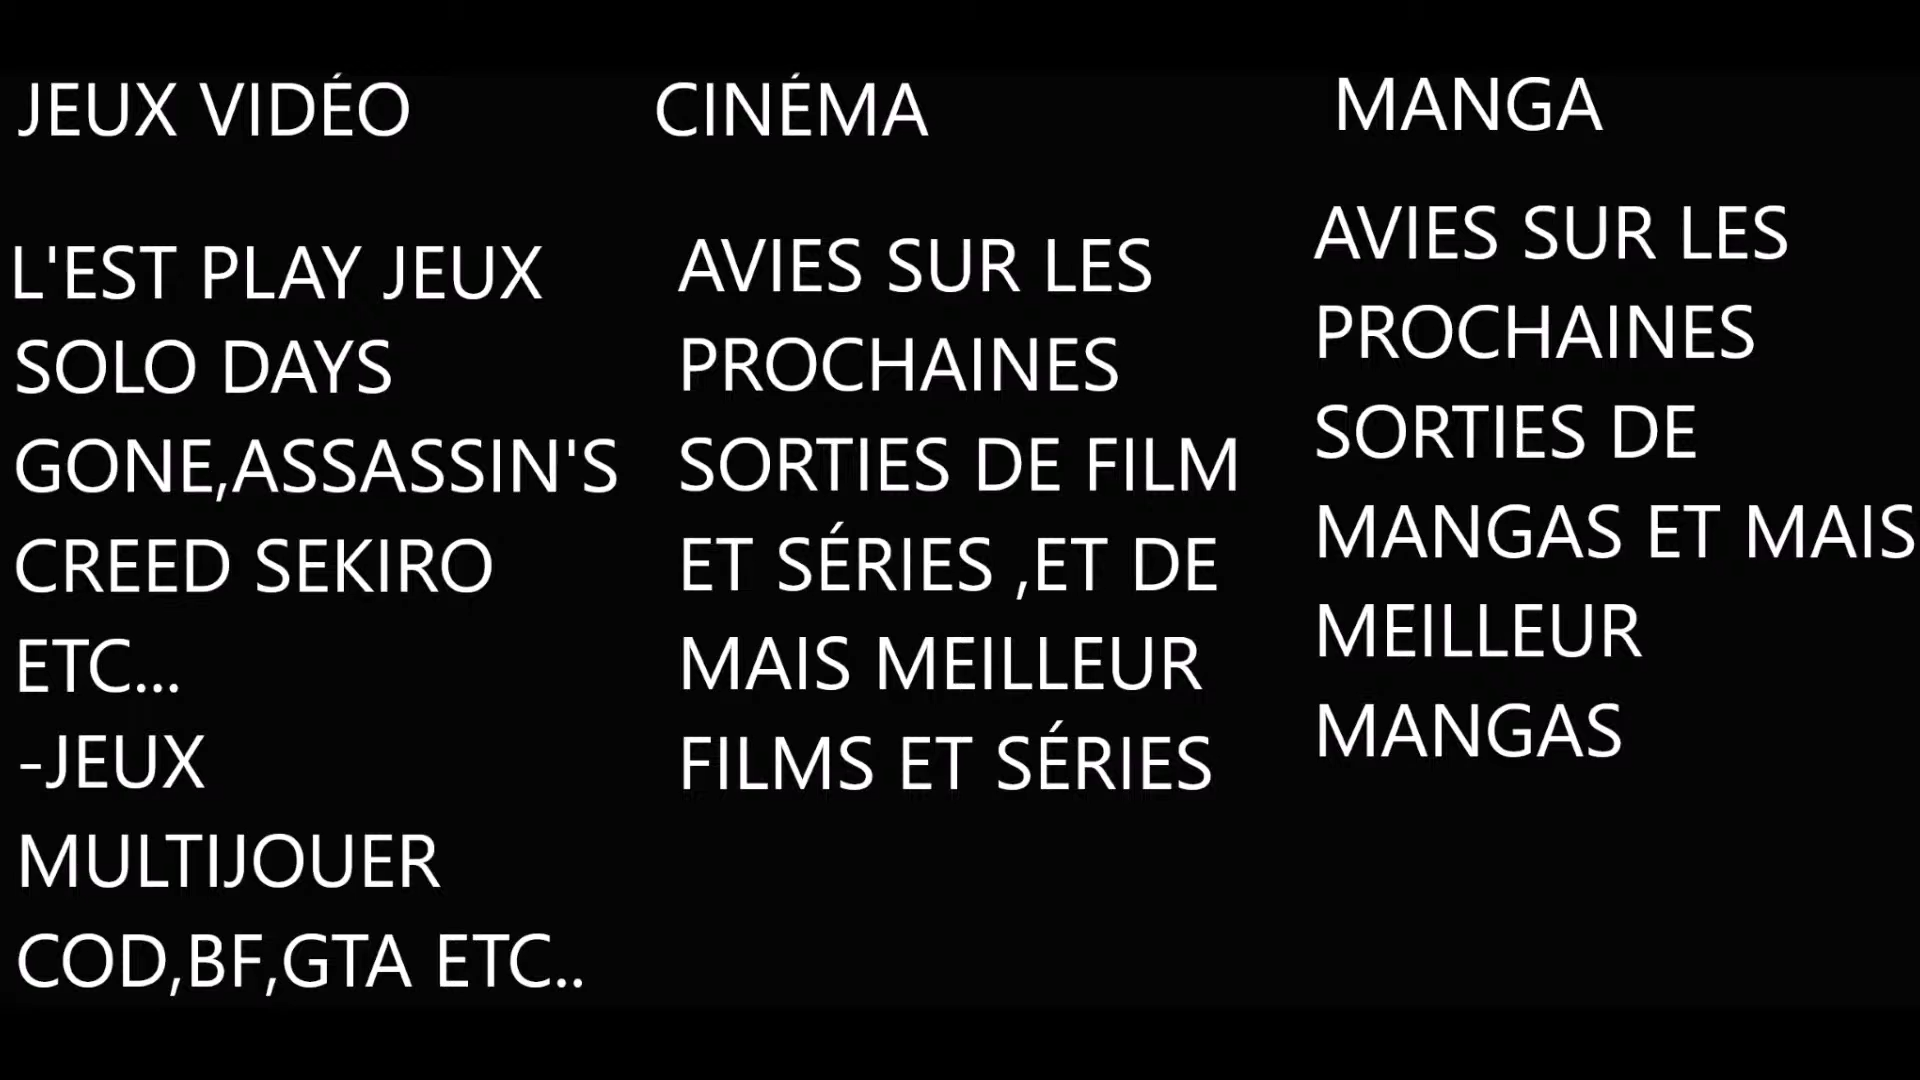 JEUX VIDÉO
L'EST PLAY JEUX
SOLO DAYS
GONE,ASSASSIN'S
CREED SEKIRO
ETC...
-JEUX
MULTIJOUER
COD,BF,GTA ETC..
CINÉMA
AVIES SUR LES
PROCHAINES
SORTIES DE FILM
ET SÉRIES ,ET DE
MAIS MEILLEUR
FILMS ET SÉRIES
MANGA
AVIES SUR LES
PROCHAINES
SORTIES DE
MANGAS ET MAIS
MEILLEUR
MANGAS